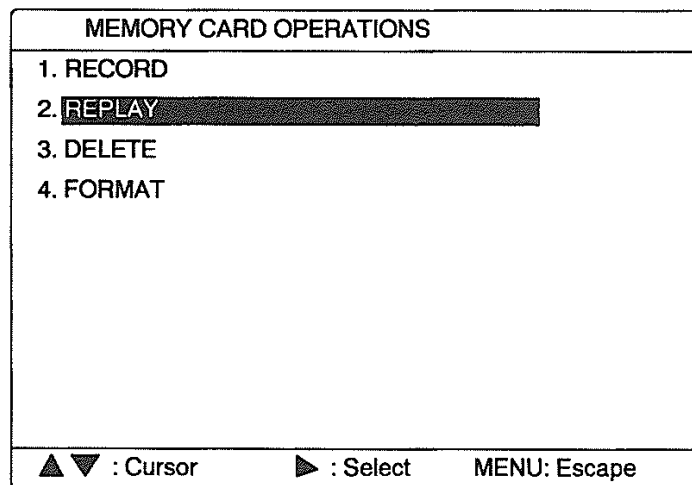 MEMORY CARD OPERATIONS
1. RECORD
2. REPLAY
3. DELETE
4. FORMAT
▲ ▼ : Cursor ▶ : Select MENU: Escape